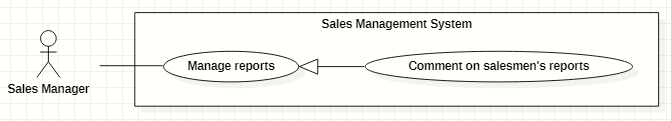 Sales Management System
Manage reports
Comment on salesmen's reports
Sales Manager